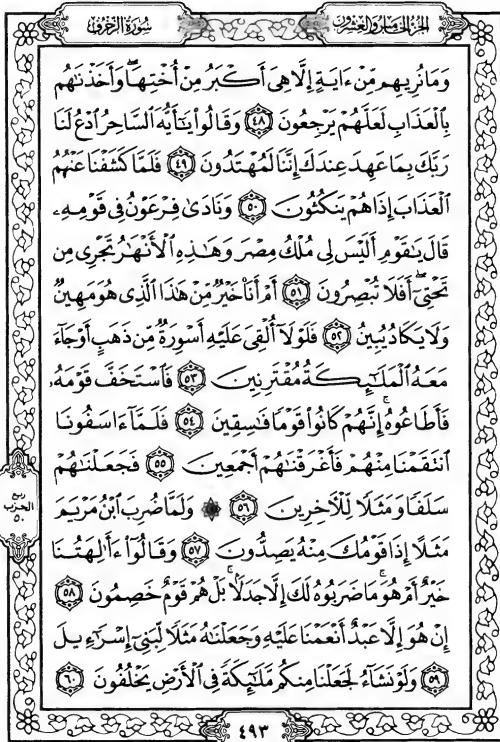 الجزء الخامس والعشرون
سورة الزخرف
وَمَا نُرِيهِم مِّنْ ءَايَةٍ إِلَّا هِىَ أَكْبَرُ مِنْ أُخْتِهَا ۖ وَأَخَذْنَٰهُم
بِٱلْعَذَابِ لَعَلَّهُمْ يَرْجِعُونَ ٤٨ وَقَالُوا۟ يَٰٓأَيُّهَ ٱلسَّاحِرُ ٱدْعُ لَنَا
رَبَّكَ بِمَا عَهِدَ عِندَكَ إِنَّنَا لَمُهْتَدُونَ ٤٩ فَلَمَّا كَشَفْنَا عَنْهُمُ
ٱلْعَذَابَ إِذَا هُمْ يَنكُثُونَ ٥٠ وَنَادَىٰ فِرْعَوْنُ فِى قَوْمِهِۦ
قَالَ يَٰقَوْمِ أَلَيْسَ لِى مُلْكُ مِصْرَ وَهَٰذِهِ ٱلْأَنْهَٰرُ تَجْرِى مِن
تَحْتِىٓ ۖ أَفَلَا تُبْصِرُونَ ٥١ أَمْ أَنَا۠ خَيْرٌ مِّنْ هَٰذَا ٱلَّذِى هُوَ مَهِينٌ
وَلَا يَكَادُ يُبِينُ ٥٢ فَلَوْلَآ أُلْقِىَ عَلَيْهِ أَسْوِرَةٌ مِّن ذَهَبٍ أَوْ جَآءَ
مَعَهُ ٱلْمَلَٰٓئِكَةُ مُقْتَرِنِينَ ٥٣ فَٱسْتَخَفَّ قَوْمَهُۥ
فَأَطَاعُوهُ ۚ إِنَّهُمْ كَانُوا۟ قَوْمًا فَٰسِقِينَ ٥٤ فَلَمَّآ ءَاسَفُونَا
ٱنتَقَمْنَا مِنْهُمْ فَأَغْرَقْنَٰهُمْ أَجْمَعِينَ ٥٥ فَجَعَلْنَٰهُمْ
سَلَفًا وَمَثَلًا لِّلْءَاخِرِينَ ٥٦ ۞ وَلَمَّا ضُرِبَ ٱبْنُ مَرْيَمَ
مَثَلًا إِذَا قَوْمُكَ مِنْهُ يَصِدُّونَ ٥٧ وَقَالُوٓا۟ ءَأَٰلِهَتُنَا
خَيْرٌ أَمْ هُوَ ۚ مَا ضَرَبُوهُ لَكَ إِلَّا جَدَلًۢا ۚ بَلْ هُمْ قَوْمٌ خَصِمُونَ ٥٨
إِنْ هُوَ إِلَّا عَبْدٌ أَنْعَمْنَا عَلَيْهِ وَجَعَلْنَٰهُ مَثَلًا لِّبَنِىٓ إِسْرَٰٓءِيلَ
٥٩ وَلَوْ نَشَآءُ لَجَعَلْنَا مِنكُم مَّلَٰٓئِكَةً فِى ٱلْأَرْضِ يَخْلُفُونَ ٦٠
ربع
الحزب
٥٠
٤٩٣